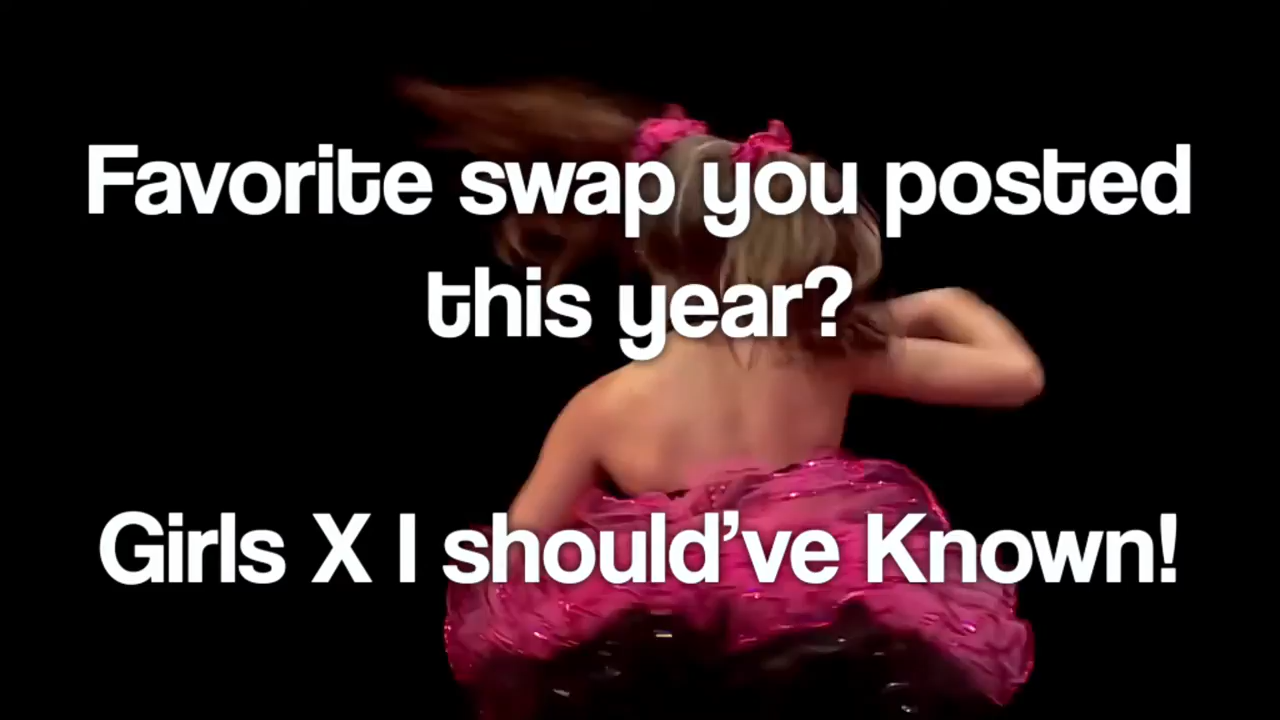 Favorite swap you posted
this year?
Girls X I should’ve Known!